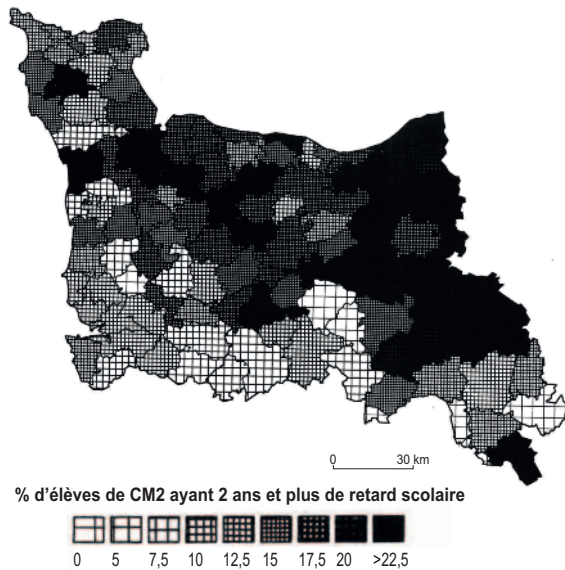 0 30 km
% d'élèves de CM2 ayant 2 ans et plus de retard scolaire
0 5 7,5 10 12,5 15 17,5 20 >22,5